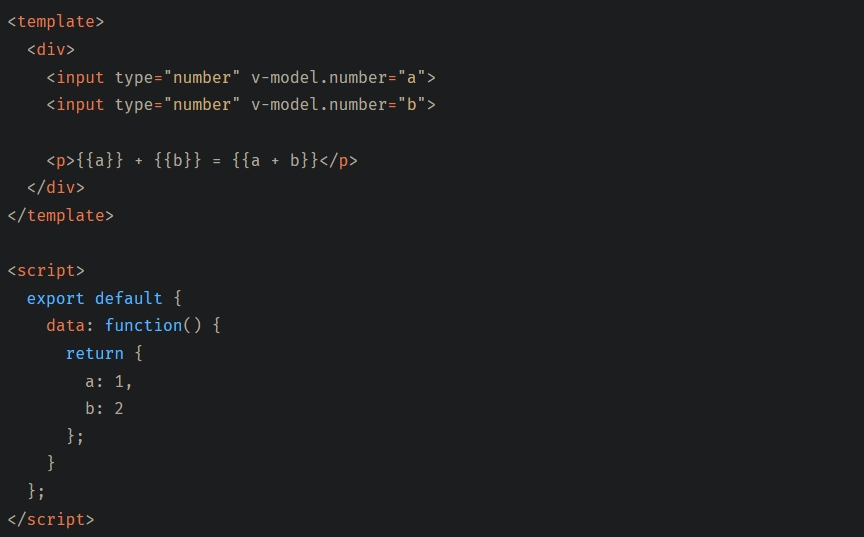 <template>
  <div>
    <input type="number" v-model.number="a">
    <input type="number" v-model.number="b">

    <p>{{a}} + {{b}} = {{a + b}}</p>
  </div>
</template>

<script>
  export default {
    data: function() {
      return {
        a: 1,
        b: 2
      };
    }
  };
</script>